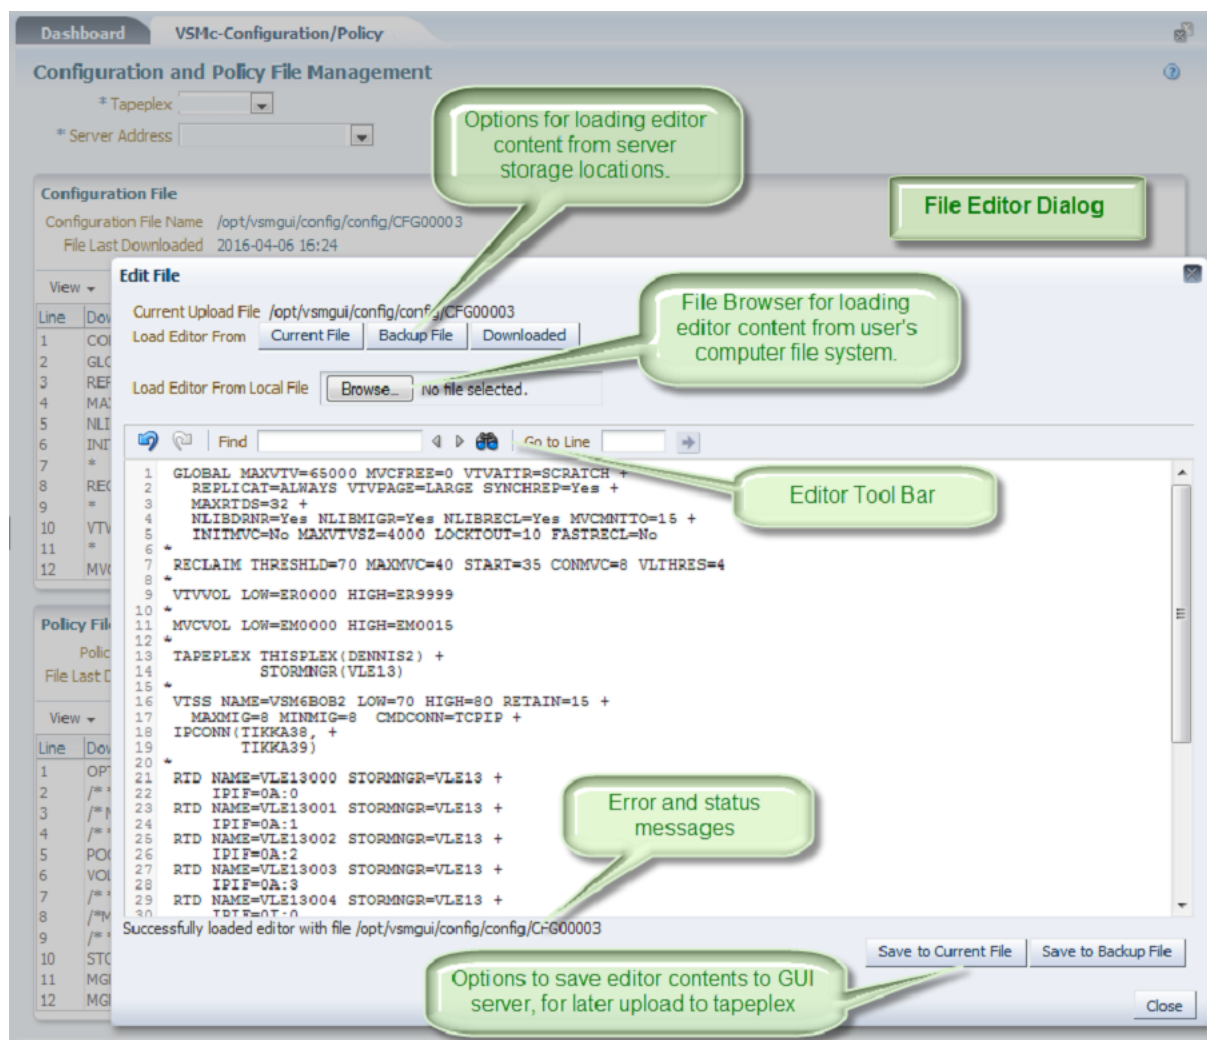 Dashboard
VSMc-Configuration/Policy
Configuration and Policy File Management
* Tapeplex
* Server Address
Options for loading editor
content from server
storage locations.
File Editor Dialog
Configuration File
Configuration File Name /opt/vsmgui/config/config/CFG00003
File Last Downloaded 2016-04-06 16:24
View
Line
1
2
3
4
5
6
7 *
8
9 *
10
11 *
12
Policy
File Last
View
Line
1
2
3
4
5
6
7
8
9
10
11
12
Edit File
Current Upload File /opt/vsmgui/config/config/CFG00003
Load Editor From Current File Backup File Downloaded
File Browser for loading
editor content from user's
computer file system.
Load Editor From Local File Browse... No file selected.
Find Go to Line
Editor Tool Bar
1 GLOBAL MAXVTV=65000 MVCFREE=0 VTVATTR=SCRATCH +
2 REPLICAT=ALWAYS VTVPAGE=LARGE SYNCHREP=Yes +
3 MAXRTDS=32 +
4 NLIBDRNR=Yes NLIBMIGR=Yes NLIBRECL=Yes MVCMNTTO=15 +
5 INITMVC=No MAXVTVSZ=4000 LOCKTOUT=10 FASTRECL=No
6 *
7 RECLAIM THRESHLD=70 MAXMVC=40 START=35 CONMVC=8 VLTHRES=4
8 *
9 VTVVOL LOW=ER0000 HIGH=ER9999
10 *
11 MVCVOL LOW=EM0000 HIGH=EM0015
12 *
13 TAPEPLEX THISPLEX(DENNIS2) +
14 STORMNGR(VLE13)
15 *
16 VTSS NAME=VSM6BOB2 LOW=70 HIGH=80 RETAIN=15 +
17 MAXMIG=8 MINMIG=8 CMDCONN=TCPIP +
18 IPCONN(TIKKA38, +
19 TIKKA39)
20 *
21 RTD NAME=VLE13000 STORMNGR=VLE13 +
22 IPIF=0A:0
23 RTD NAME=VLE13001 STORMNGR=VLE13 +
24 IPIF=0A:1
25 RTD NAME=VLE13002 STORMNGR=VLE13 +
26 IPIF=0A:2
27 RTD NAME=VLE13003 STORMNGR=VLE13 +
28 IPIF=0A:3
29 RTD NAME=VLE13004 STORMNGR=VLE13 +
30 IPIF=0I:0
Error and status
messages
Successfully loaded editor with file /opt/vsmgui/config/config/CFG00003
Save to Current File Save to Backup File
Options to save editor contents to GUI
server, for later upload to tapeplex
Close